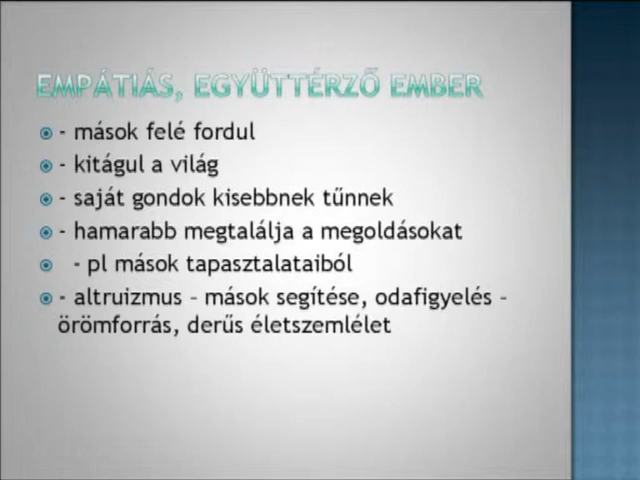 EMPÁTIÁS, EGYÜTTÉRZŐ EMBER
- mások felé fordul
- kitágul a világ
- saját gondok kisebbnek tűnnek
- hamarabb megtalálja a megoldásokat
- pl mások tapasztalataiból
- altruizmus – mások segítése, odafigyelés –
örömforrás, derűs életszemlélet